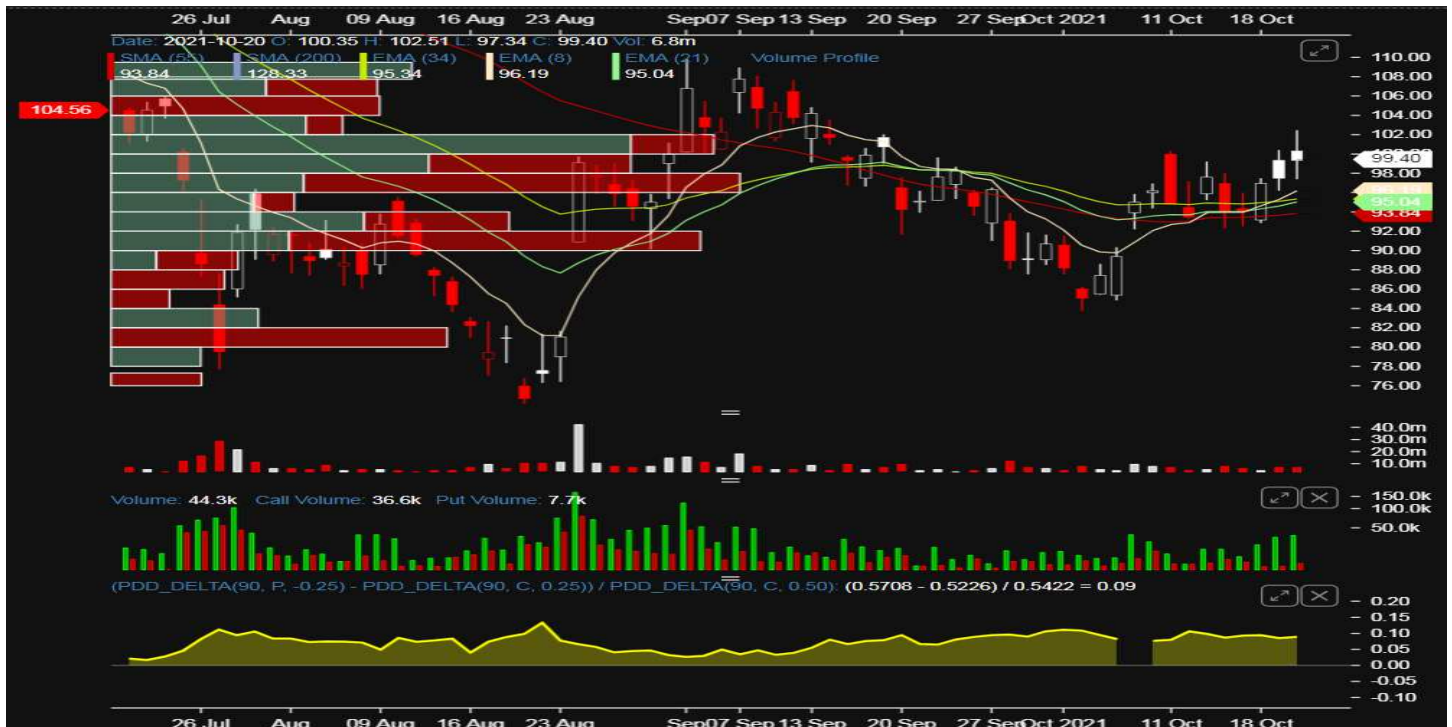 26 Jul Aug 09 Aug 16 Aug 23 Aug Sep07 Sep 13 Sep 20 Sep 27 Sep Oct 2021 11 Oct 18 Oct
Date: 2021-10-20 O: 100.35 H: 102.51 L: 97.34 C: 99.40 Vol: 6.8m
SMA (55) SMA (200) EMA (34) EMA (8) EMA (21) Volume Profile
93.84 128.33 95.34 96.19 95.04
110.00
108.00
106.00
104.56
104.00
102.00
99.40
98.00
95.04
93.84
92.00
90.00
88.00
86.00
84.00
82.00
80.00
78.00
76.00
40.0m
30.0m
20.0m
10.0m
Volume: 44.3k Call Volume: 36.6k Put Volume: 7.7k
150.0k
100.0k
50.0k
(PDD_DELTA(90, P, -0.25) - PDD_DELTA(90, C, 0.25)) / PDD_DELTA(90, C, 0.50): (0.5708 - 0.5226) / 0.5422 = 0.09
0.20
0.15
0.10
0.05
0.00
-0.05
-0.10
26 Jul Aug 09 Aug 16 Aug 23 Aug Sep07 Sep 13 Sep 20 Sep 27 Sep Oct 2021 11 Oct 18 Oct